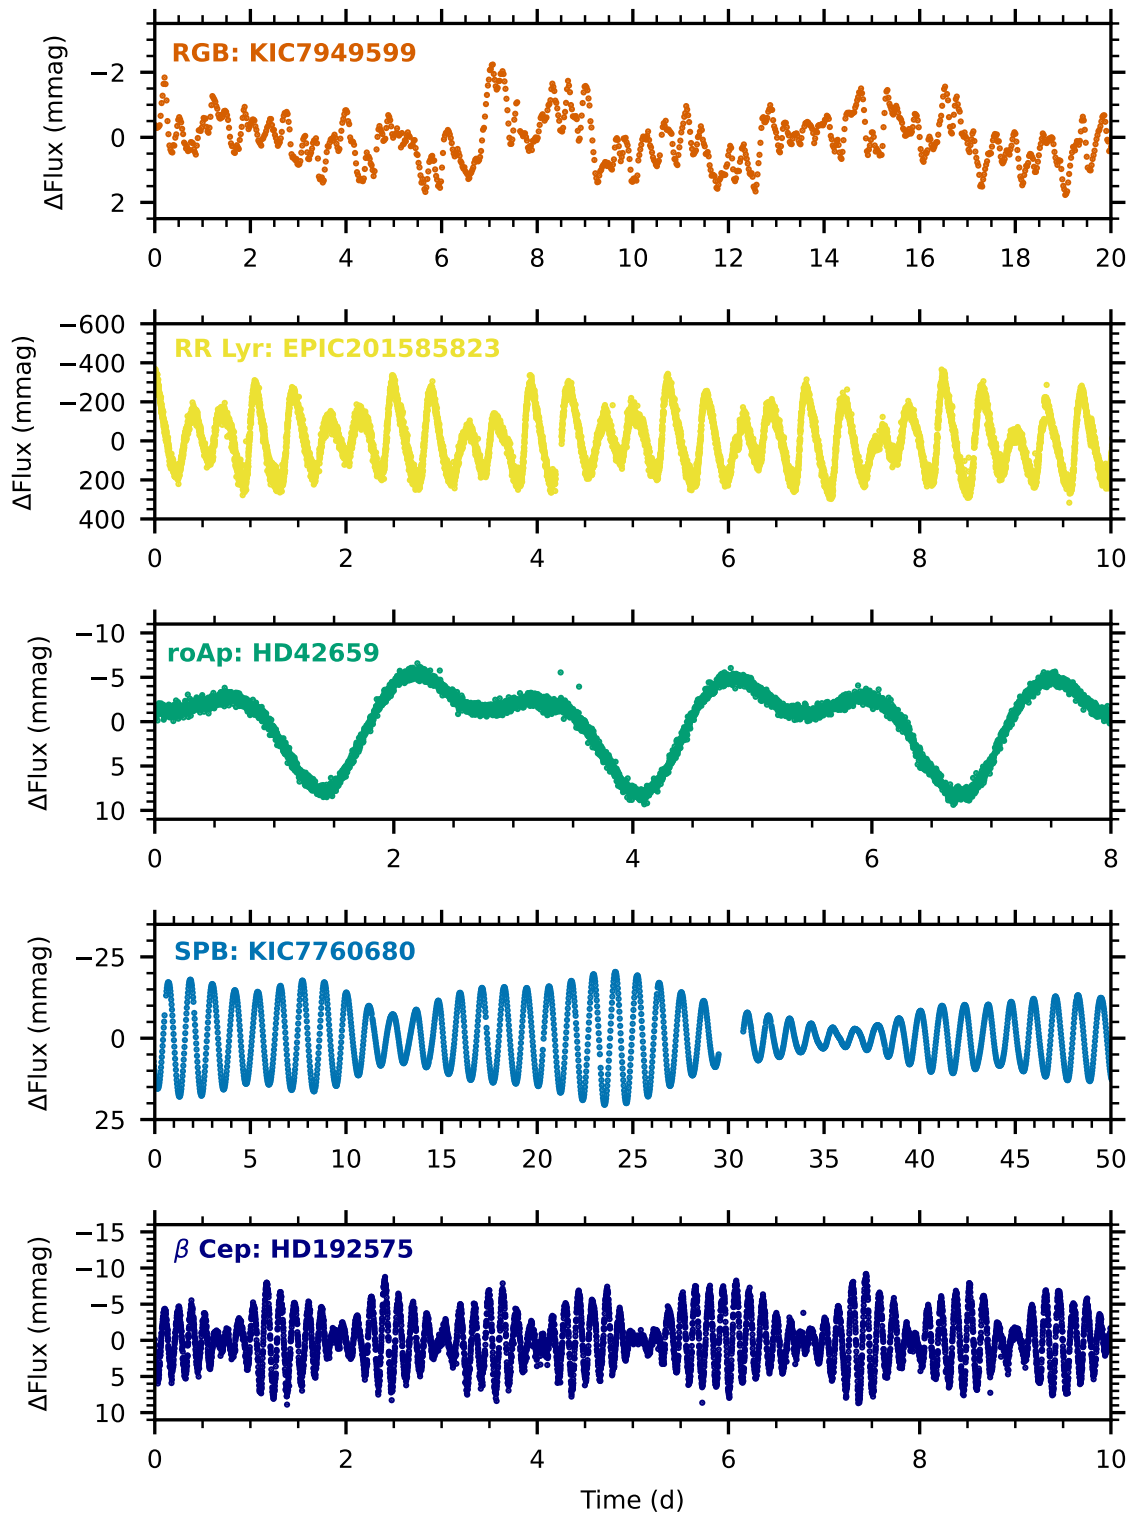 RGB: KIC7949599
ΔFlux (mmag)
−2
0
2
0 2 4 6 8 10 12 14 16 18 20
RR Lyr: EPIC201585823
ΔFlux (mmag)
−600
−400
−200
0
200
400
0 2 4 6 8 10
roAp: HD42659
ΔFlux (mmag)
−10
−5
0
5
10
0 2 4 6 8
SPB: KIC7760680
ΔFlux (mmag)
−25
0
25
0 5 10 15 20 25 30 35 40 45 50
β Cep: HD192575
ΔFlux (mmag)
−15
−10
−5
0
5
10
0 2 4 6 8 10
Time (d)